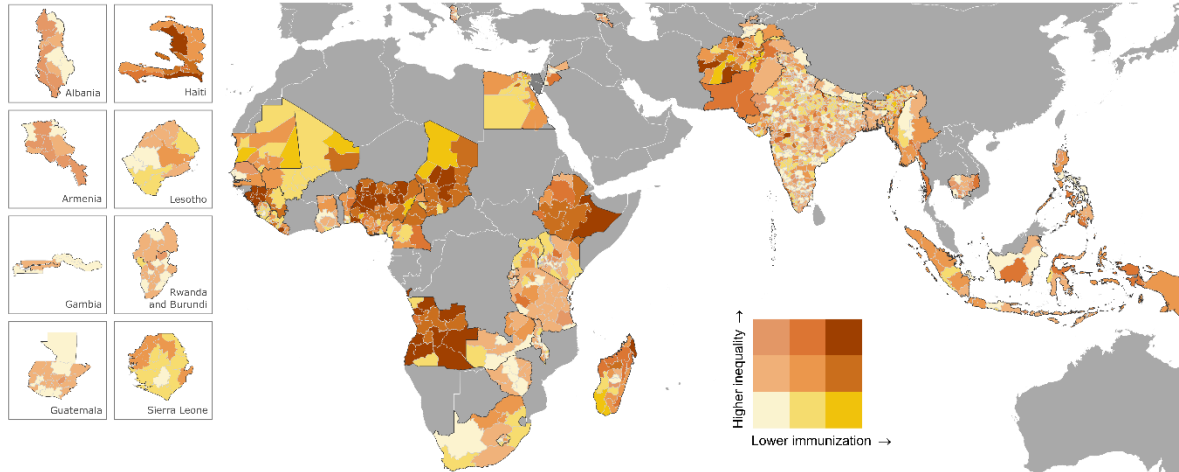 Albania
Haiti
Armenia
Lesotho
Gambia
Rwanda
and Burundi
Guatemala
Sierra Leone
Higher inequality →
Lower immunization →